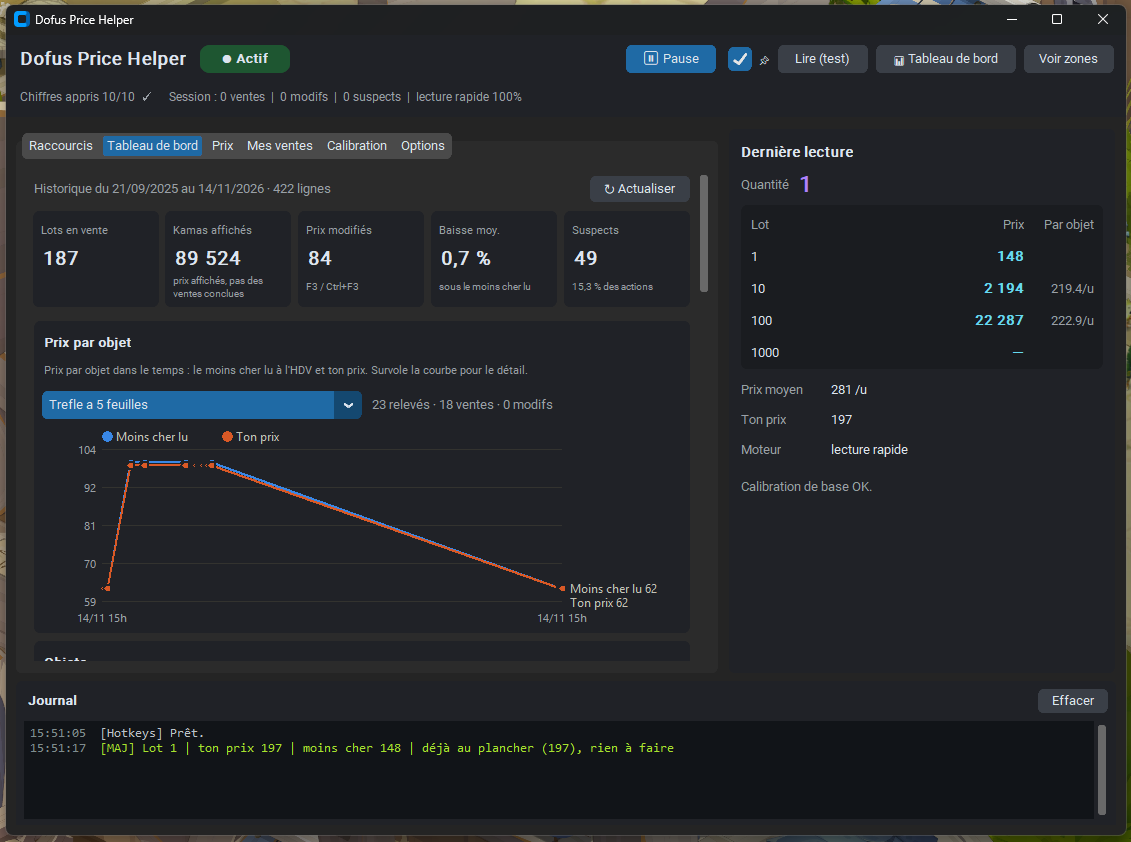 Dofus Price Helper
Dofus Price Helper
Actif
Pause
Lire (test)
Tableau de bord
Voir zones
Chiffres appris 10/10 ✓ Session : 0 ventes | 0 modifs | 0 suspects | lecture rapide 100%
Raccourcis Tableau de bord Prix Mes ventes Calibration Options
Historique du 21/09/2025 au 14/11/2026 · 422 lignes
↻ Actualiser
Lots en vente
187
Kamas affichés
89 524
prix affichés, pas des
ventes conclues
Prix modifiés
84
F3 / Ctrl+F3
Baisse moy.
0,7 %
sous le moins cher lu
Suspects
49
15,3 % des actions
Prix par objet
Prix par objet dans le temps : le moins cher lu à l'HDV et ton prix. Survole la courbe pour le détail.
Trefle a 5 feuilles
23 relevés · 18 ventes · 0 modifs
Moins cher lu Ton prix
104
92
81
70
59
14/11 15h 14/11 15h
Moins cher lu 62
Ton prix 62
Objets
Dernière lecture
Quantité 1
Lot Prix Par objet
1 148
10 2 194 219.4/u
100 22 287 222.9/u
1000 —
Prix moyen 281 /u
Ton prix 197
Moteur lecture rapide
Calibration de base OK.
Journal
Effacer
15:51:05 [Hotkeys] Prêt.
15:51:17 [MAJ] Lot 1 | ton prix 197 | moins cher 148 | déjà au plancher (197), rien à faire